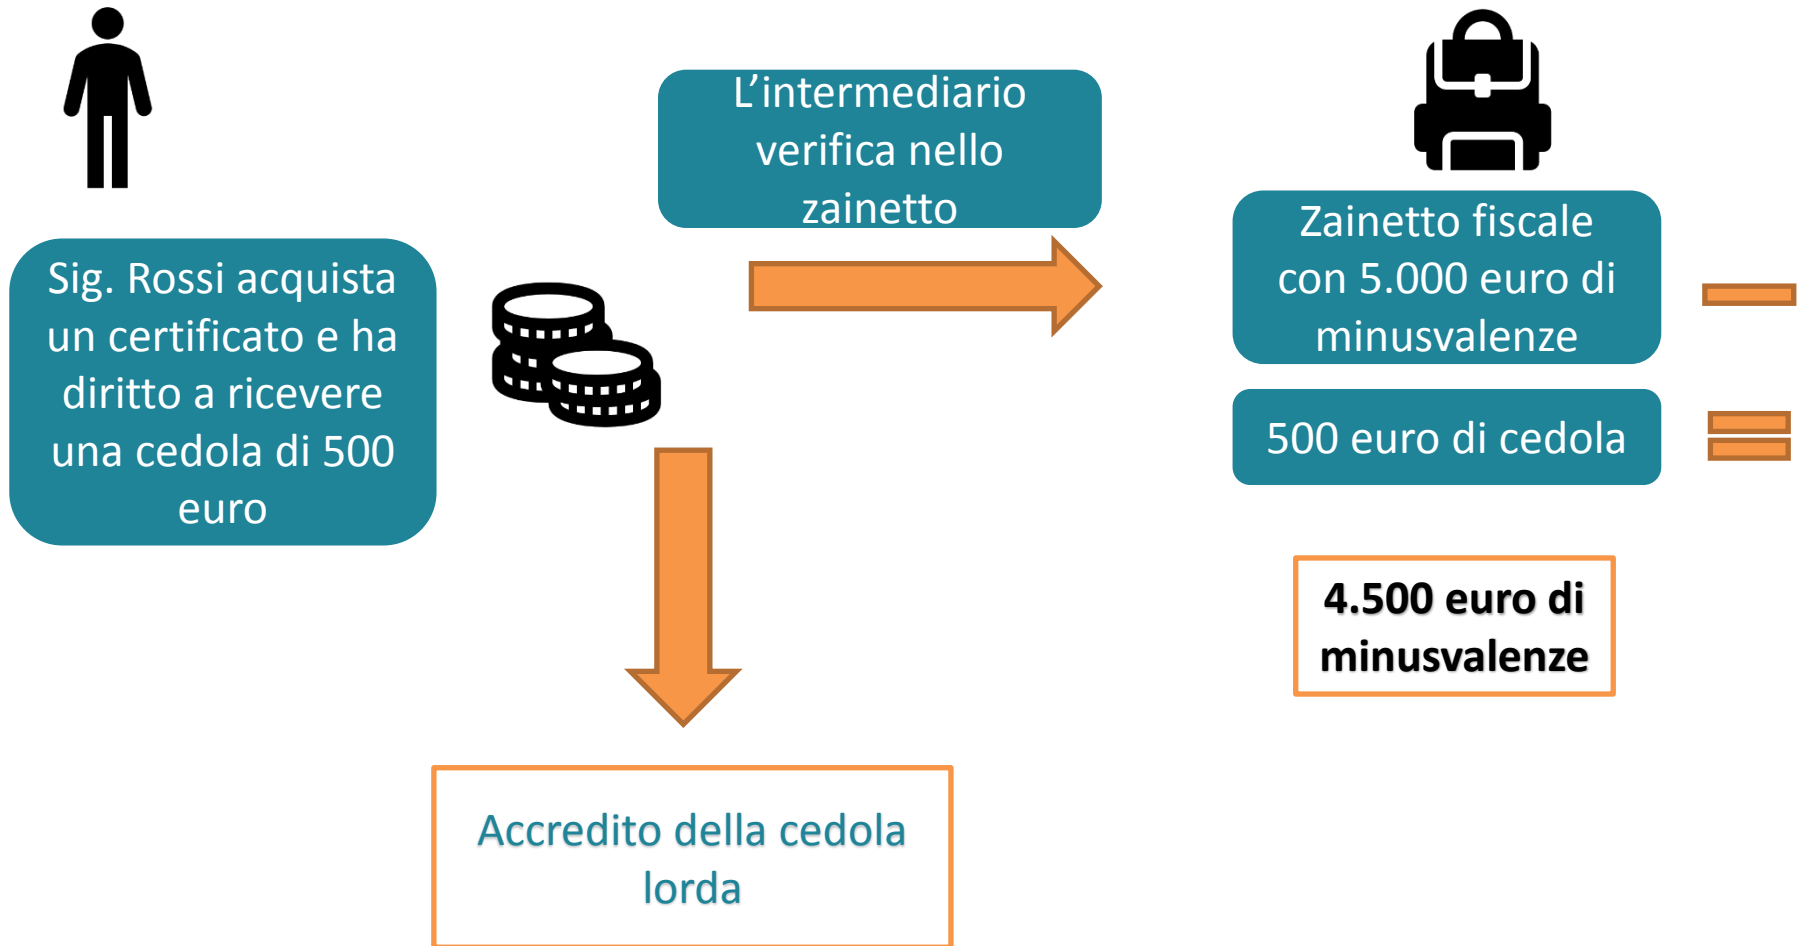 L’intermediario
verifica nello
zainetto
Sig. Rossi acquista
un certificato e ha
diritto a ricevere
una cedola di 500
euro
Zainetto fiscale
con 5.000 euro di
minusvalenze
500 euro di cedola
4.500 euro di
minusvalenze
Accredito della cedola
lorda